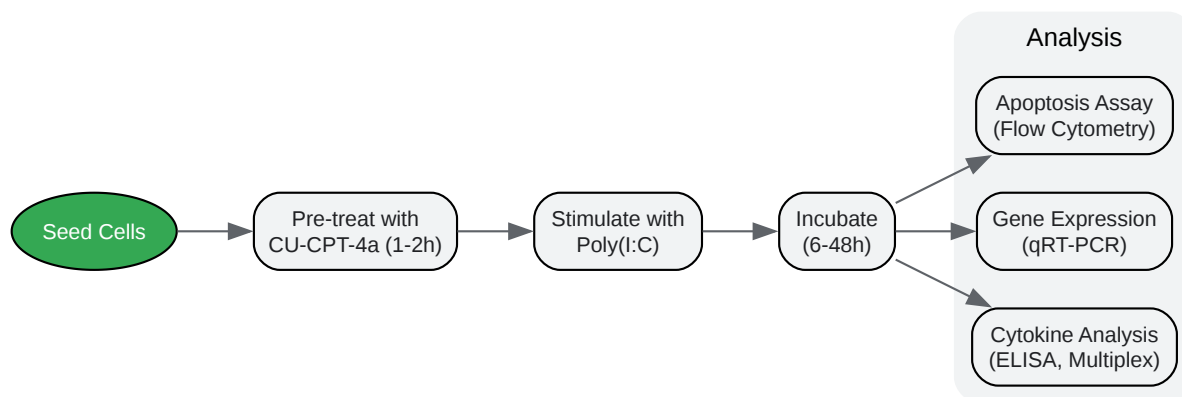 Seed Cells
Pre-treat with
CU-CPT-4a (1-2h)
Stimulate with
Poly(I:C)
Incubate
(6-48h)
Analysis
Apoptosis Assay
(Flow Cytometry)
Gene Expression
(qRT-PCR)
Cytokine Analysis
(ELISA, Multiplex)